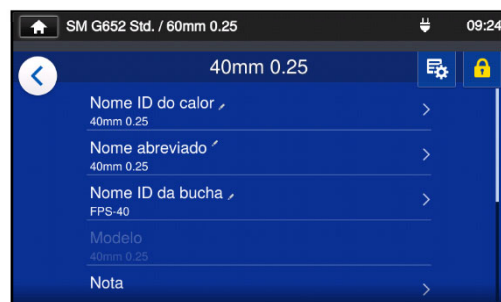 SM G652 Std. / 60mm 0.25
09:24
40mm 0.25
Nome ID do calor
40mm 0.25
Nome abreviado
40mm 0.25
Nome ID da bucha
FPS-40
Modelo
40mm 0.25
Nota